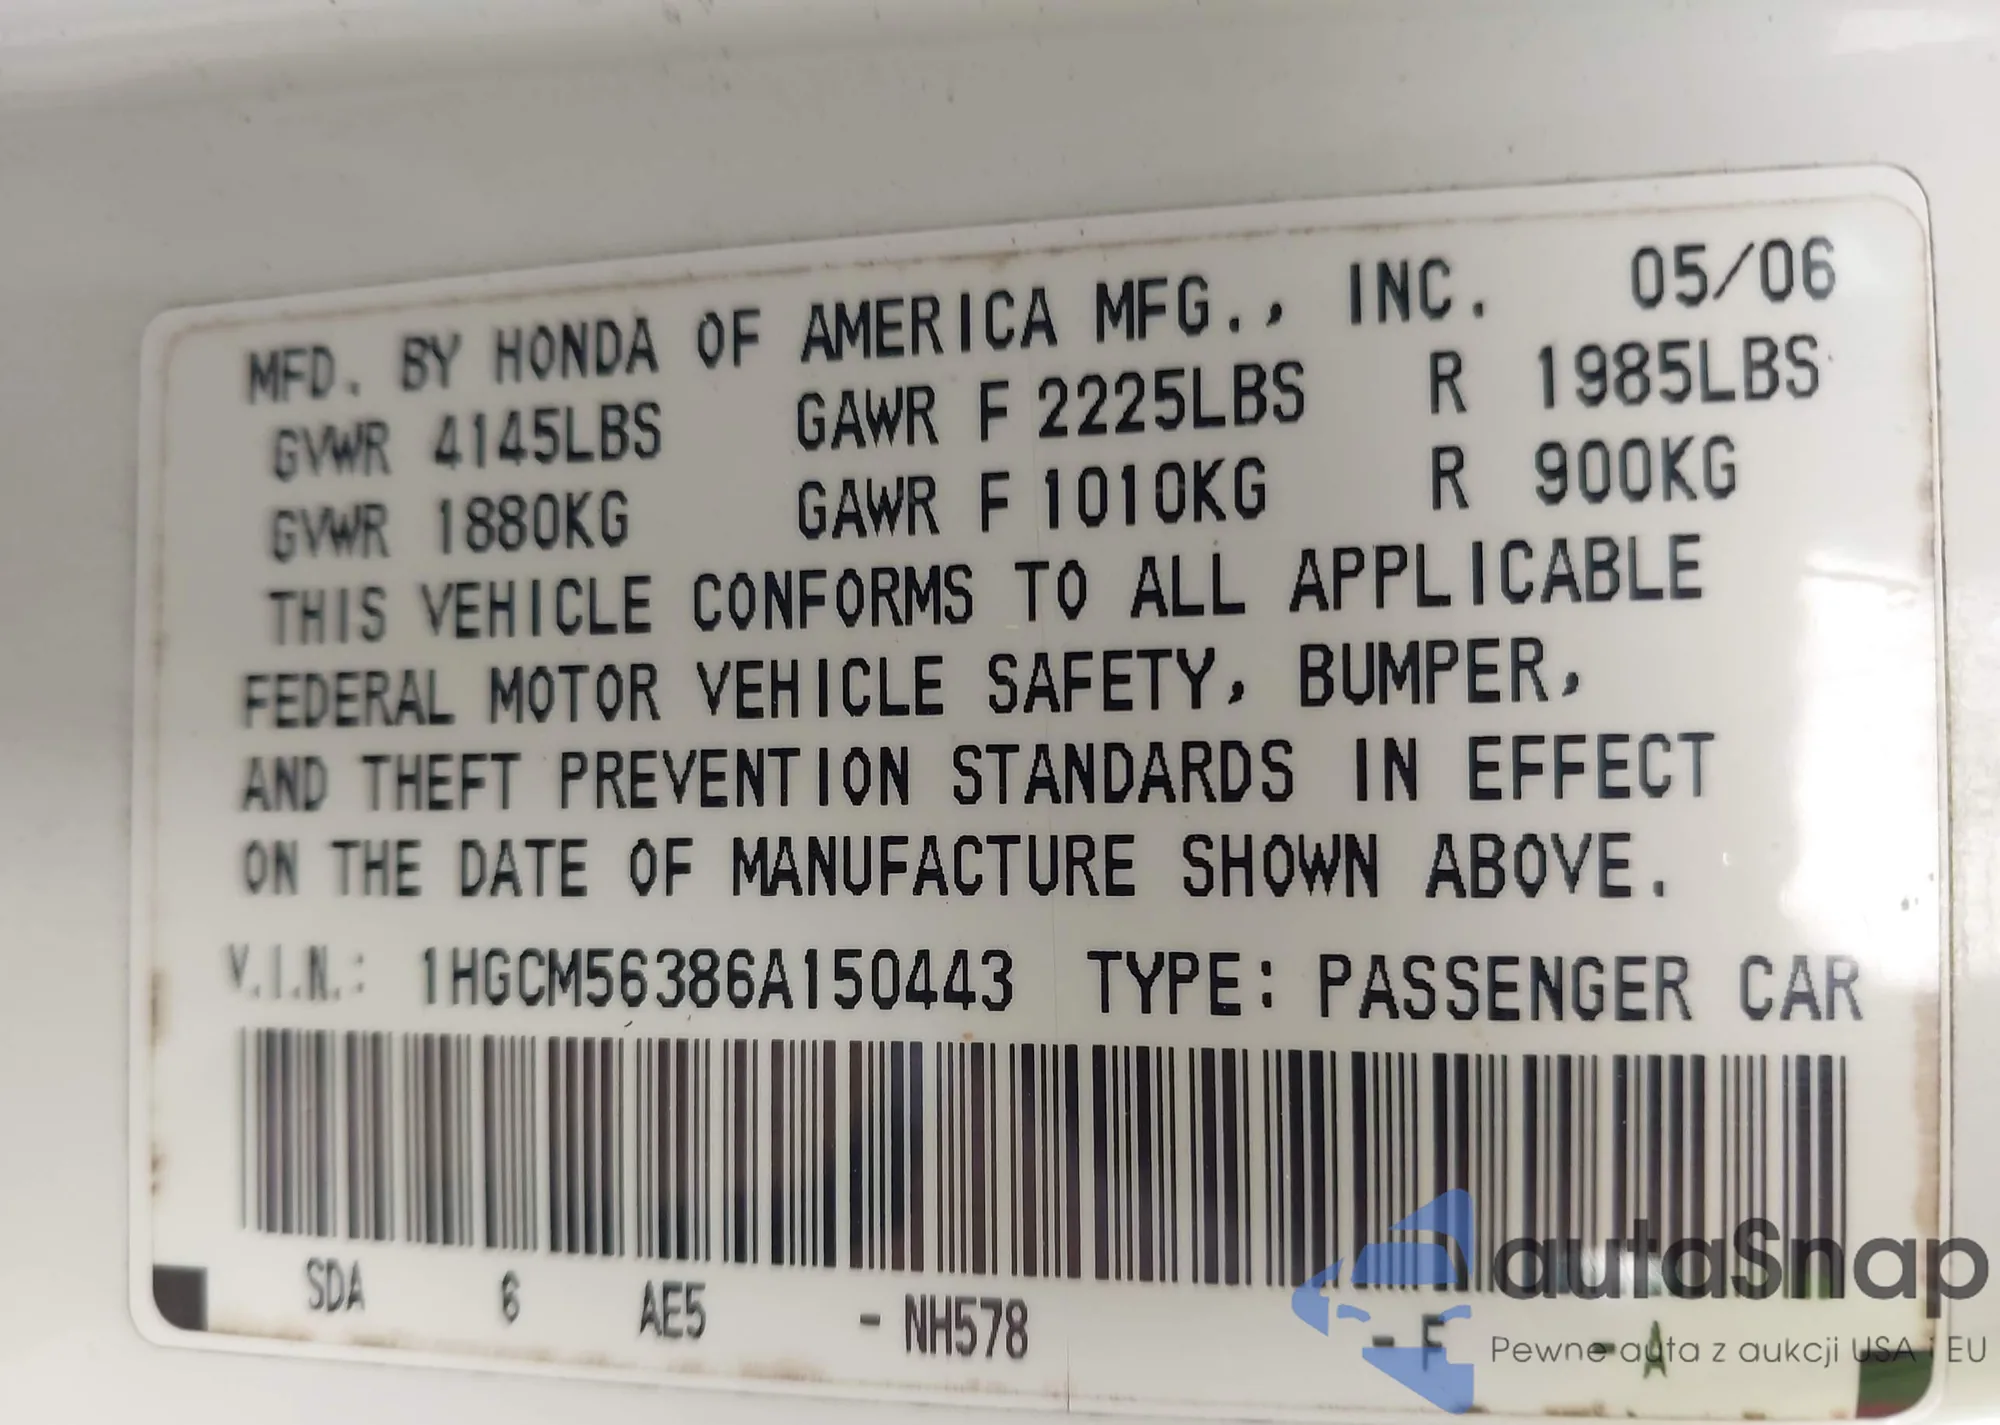 MFD. BY HONDA OF AMERICA MFG., INC. 05/06
GVWR 4145LBS GAWR F 2225LBS R 1985LBS
GVWR 1880KG GAWR F 1010KG R 900KG
THIS VEHICLE CONFORMS TO ALL APPLICABLE
FEDERAL MOTOR VEHICLE SAFETY, BUMPER,
AND THEFT PREVENTION STANDARDS IN EFFECT
ON THE DATE OF MANUFACTURE SHOWN ABOVE.
V.I.N.: 1HGCM56386A150443 TYPE: PASSENGER CAR
SDA 6 AE5 - NH578 - F - A
autaSnap
Pewne auta z aukcji USA i EU